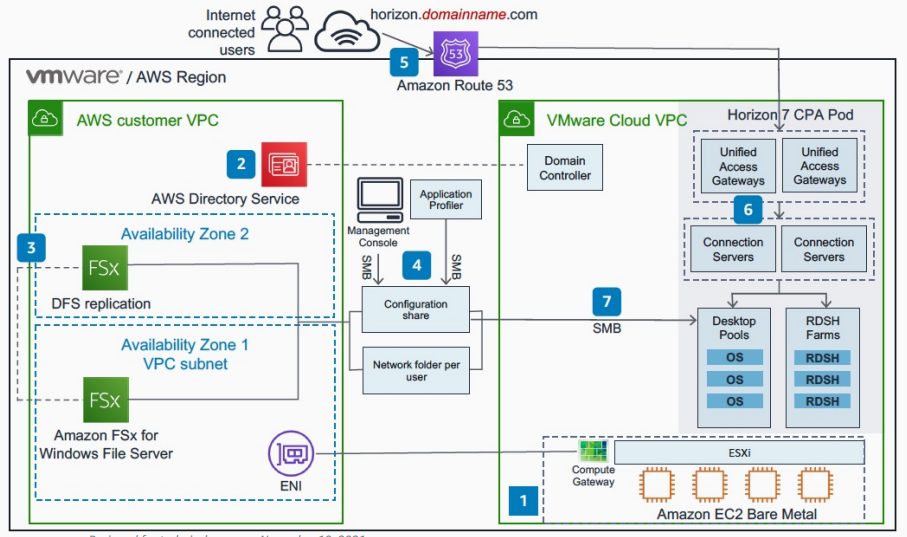 Internet
connected
users
horizon.domainname.com
5
53
Amazon Route 53
vmware® / AWS Region
AWS customer VPC
2
AWS Directory Service
Availability Zone 2
3
FSx
DFS replication
Availability Zone 1
VPC subnet
FSx
Amazon FSx for
Windows File Server
ENI
Management
Console
Application
Profiler
SMB
4
SMB
Configuration
share
Network folder per
user
7
SMB
VMware Cloud VPC
Horizon 7 CPA Pod
Domain
Controller
Unified
Access
Gateways
Unified
Access
Gateways
6
Connection
Servers
Connection
Servers
Desktop
Pools
OS
OS
OS
RDSH
Farms
RDSH
RDSH
RDSH
1
Compute
Gateway
ESXi
Amazon EC2 Bare Metal